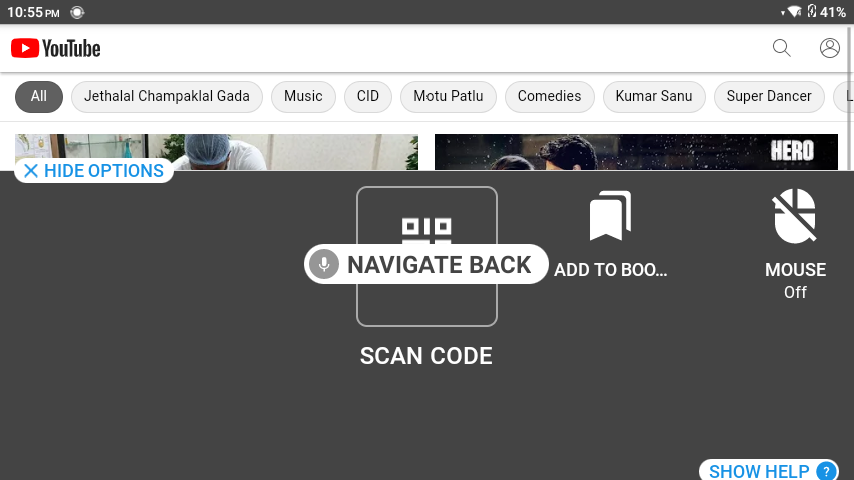 10:55 PM
41%
YouTube
All
Jethalal Champaklal Gada
Music
CID
Motu Patlu
Comedies
Kumar Sanu
Super Dancer
L
HERO
HIDE OPTIONS
NAVIGATE BACK
ADD TO BOO...
MOUSE
Off
SCAN CODE
SHOW HELP ?